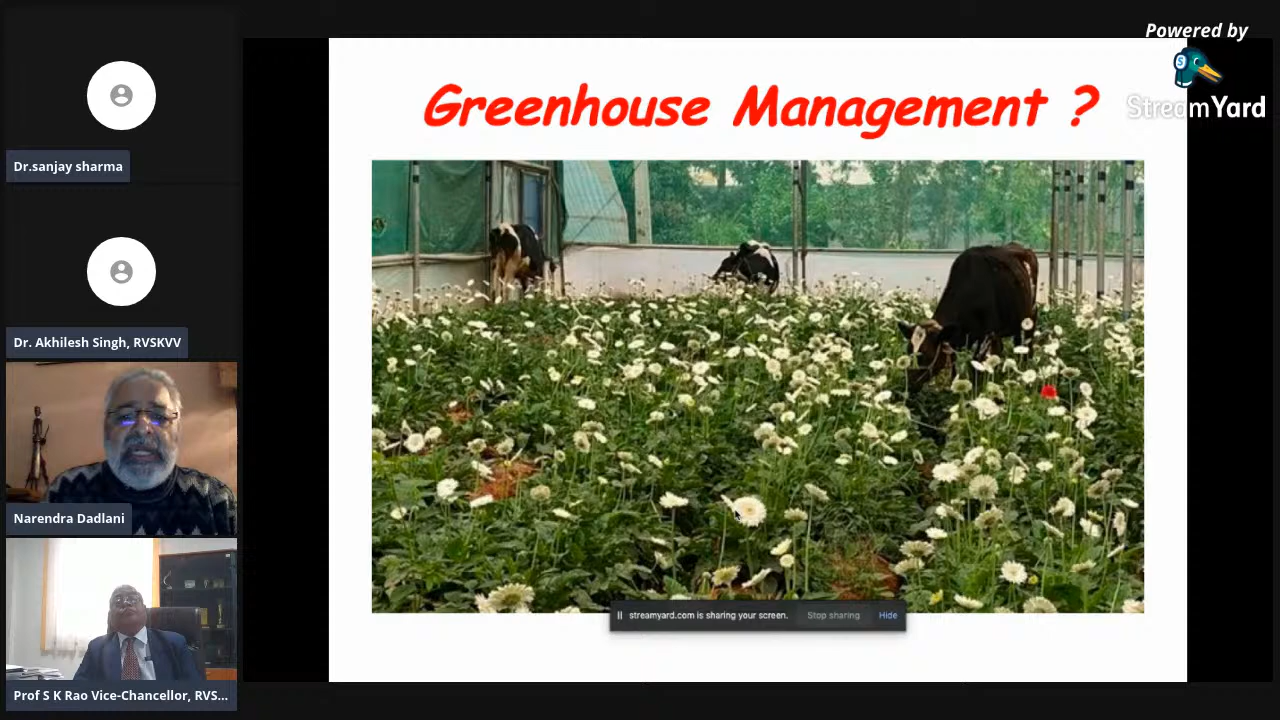 Powered by
StreamYard
Greenhouse Management ?
Dr.sanjay sharma
Dr. Akhilesh Singh, RVSKVV
Narendra Dadlani
Prof S K Rao Vice-Chancellor, RVS...
streamyard.com is sharing your screen.
Stop sharing
Hide